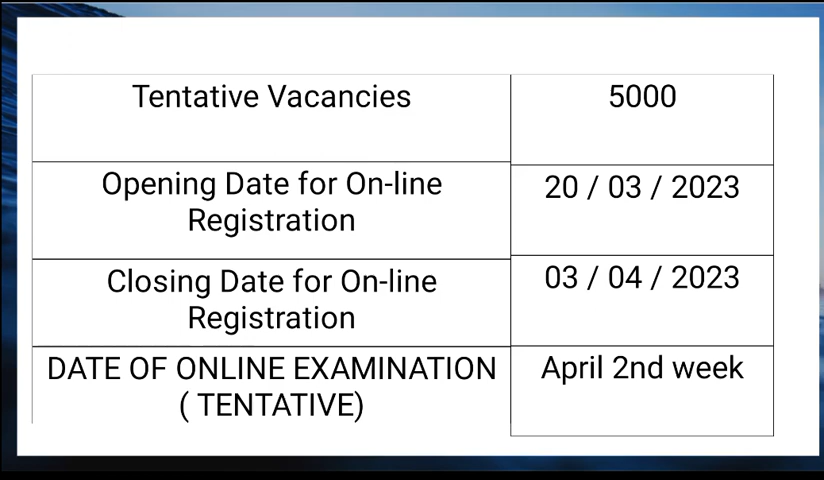 Tentative Vacancies 5000
Opening Date for On-line
Registration
20 / 03 / 2023
Closing Date for On-line
Registration
03 / 04 / 2023
DATE OF ONLINE EXAMINATION
( TENTATIVE)
April 2nd week